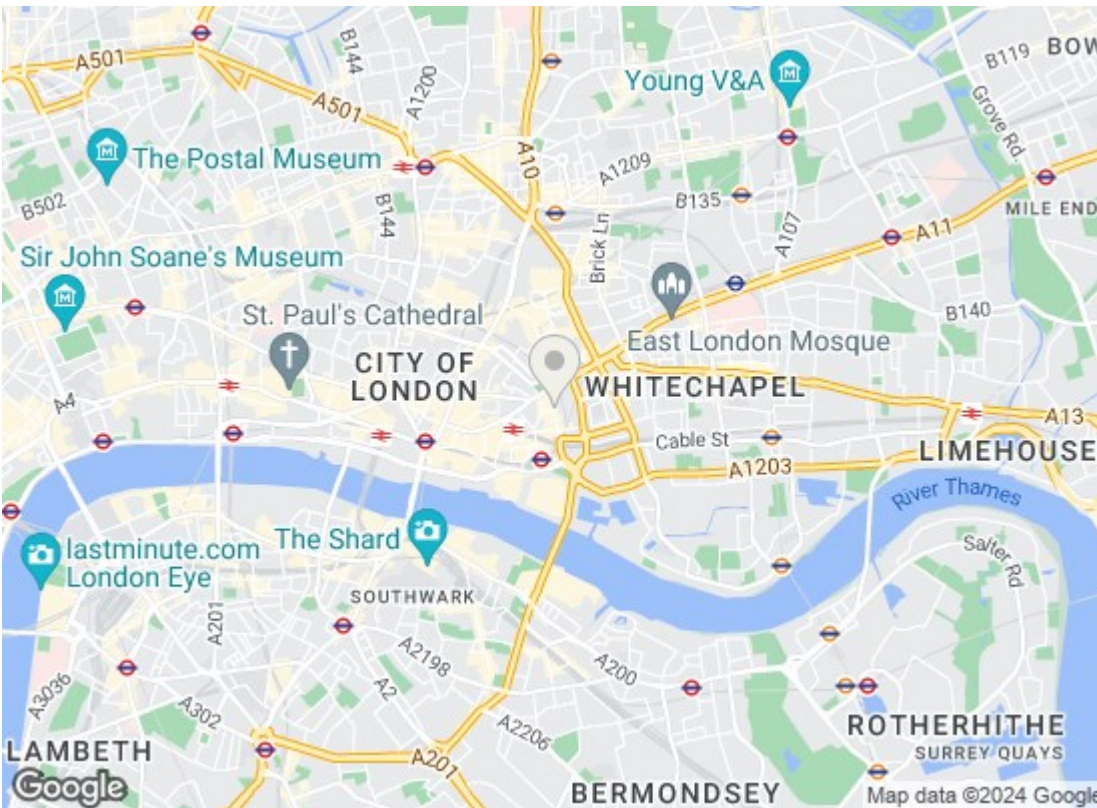 A501
B144
A1200
A501
Young V&A
B119
BOW
Grove Rd
The Postal Museum
A10
A1209
B502
B144
B135
A107
MILE END
A11
Brick Ln
Sir John Soane's Museum
St. Paul's Cathedral
B140
East London Mosque
CITY OF
LONDON
WHITECHAPEL
A4
A13
Cable St
LIMEHOUSE
A1203
River Thames
The Shard
lastminute.com
London Eye
Salter Rd
SOUTHWARK
A201
A2198
A200
A3036
A302
A2
A2206
ROTHERHITHE
SURREY QUAYS
LAMBETH
A201
BERMONDSEY
Google
Map data ©2024 Google